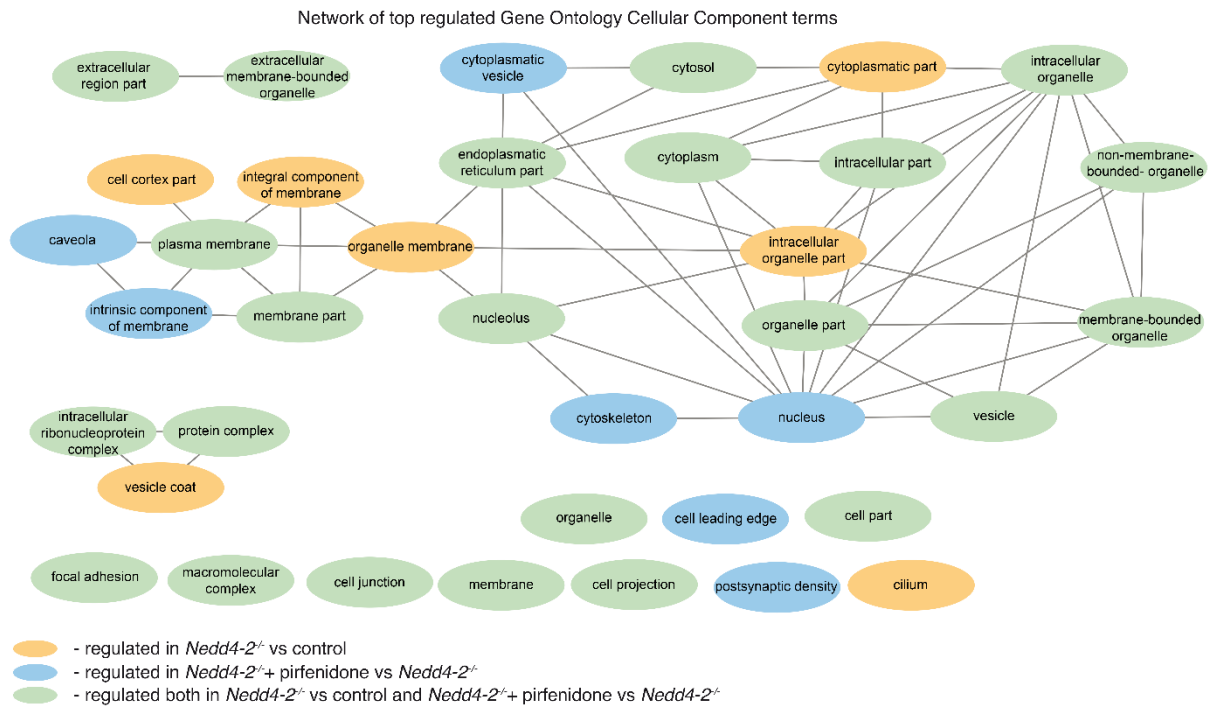 Network of top regulated Gene Ontology Cellular Component terms
extracellular
region part
extracellular
membrane-bounded
organelle
cytoplasmatic
vesicle
cytosol
cytoplasmatic part
intracellular
organelle
cell cortex part
integral component
of membrane
endoplasmatic
reticulum part
cytoplasm
intracellular part
non-membrane-
bounded- organelle
caveola
plasma membrane
organelle membrane
intracellular
organelle part
intrinsic component
of membrane
membrane part
nucleolus
organelle part
membrane-bounded
organelle
intracellular
ribonucleoprotein
complex
protein complex
cytoskeleton
nucleus
vesicle
vesicle coat
organelle
cell leading edge
cell part
focal adhesion
macromolecular
complex
cell junction
membrane
cell projection
postsynaptic density
cilium
- regulated in Nedd4-2-/- vs control
- regulated in Nedd4-2-/-+ pirfenidone vs Nedd4-2-/-
- regulated both in Nedd4-2-/- vs control and Nedd4-2-/-+ pirfenidone vs Nedd4-2-/-